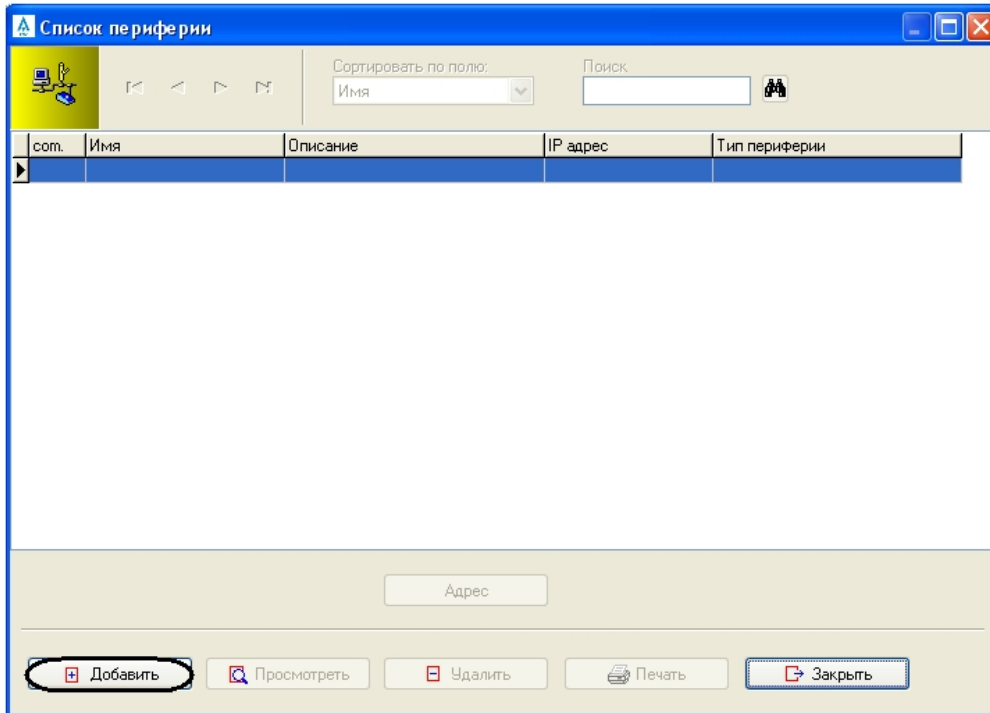 Список периферии
Сортировать по полю:
Поиск
Имя
com. Имя Описание IP адрес Тип периферии
Адрес
Добавить Просмотреть Удалить Печать Закрыть